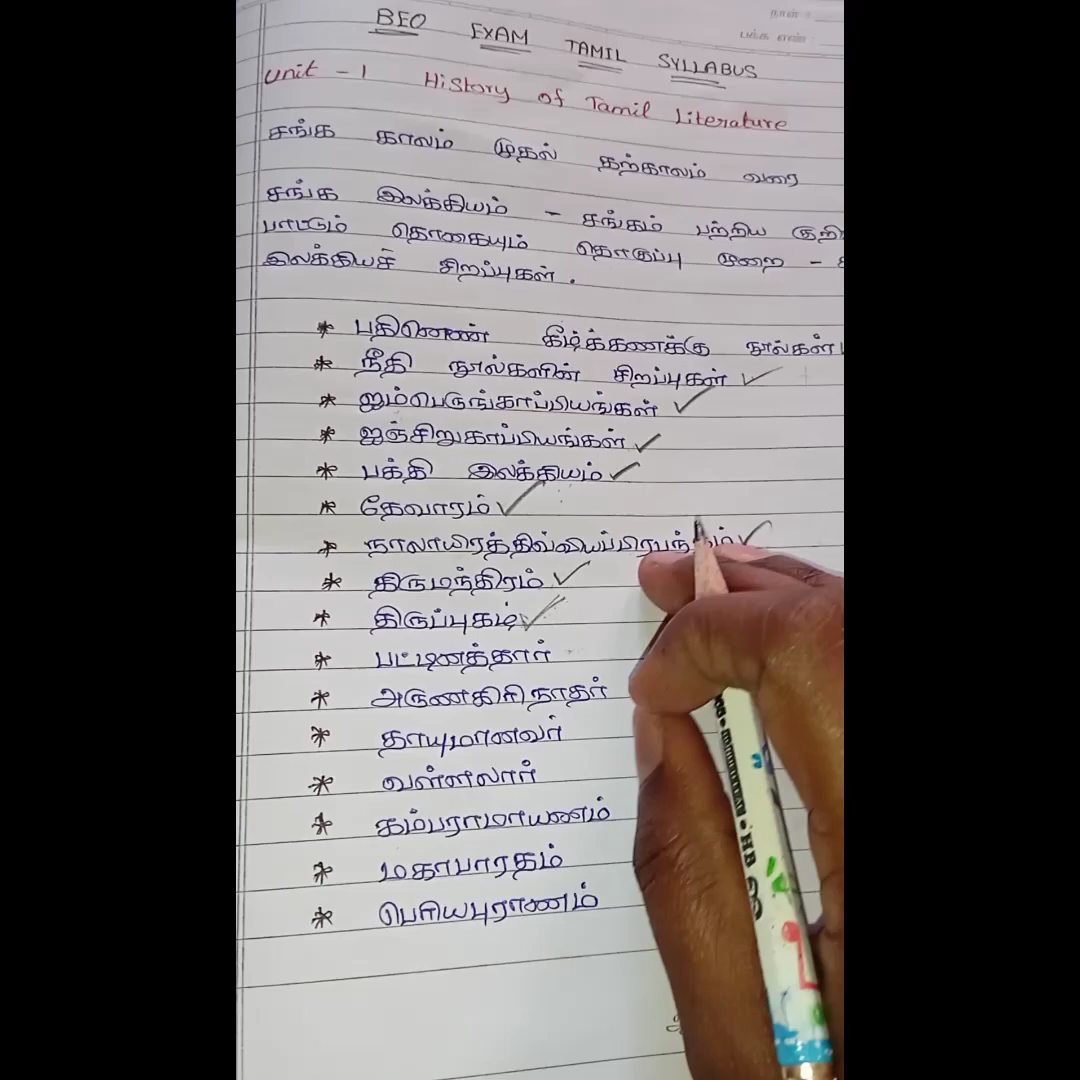 நாள் :
பக்க எண் :
BEO EXAM TAMIL SYLLABUS
Unit - 1 History of Tamil Literature
சங்க காலம் முதல் தற்காலம் வரை
சங்க இலக்கியம் - சங்கம் பற்றிய
பாட்டும் தொகையும் தொகுப்பு முறை -
இலக்கியச் சிறப்புகள் .
* பதினெண் கீழ்க்கணக்கு நூல்கள்
* நீதி நூல்களின் சிறப்புகள் ✓
* ஐம்பெருங்காப்பியங்கள் ✓
* ஐஞ்சிறுகாப்பியங்கள் ✓
* பக்தி இலக்கியம் ✓
* தேவாரம் ✓
* நாலாயிரத்திவ்யைப்பிரபந்தம் ✓
* திருமந்திரம் ✓
* திருப்புகழ் ✓
* பட்டினத்தார்
* அருணகிரிநாதர்
* தாயுமானவர்
* வள்ளலார்
* கம்பராமாயணம்
* மகாபாரதம்
* பெரியபுராணம்
HB